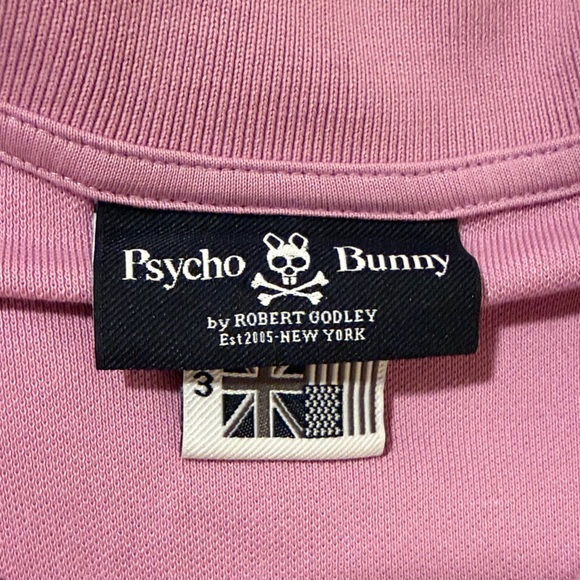 Psycho Bunny
by ROBERT GODLEY
Est2005-NEW YORK
3